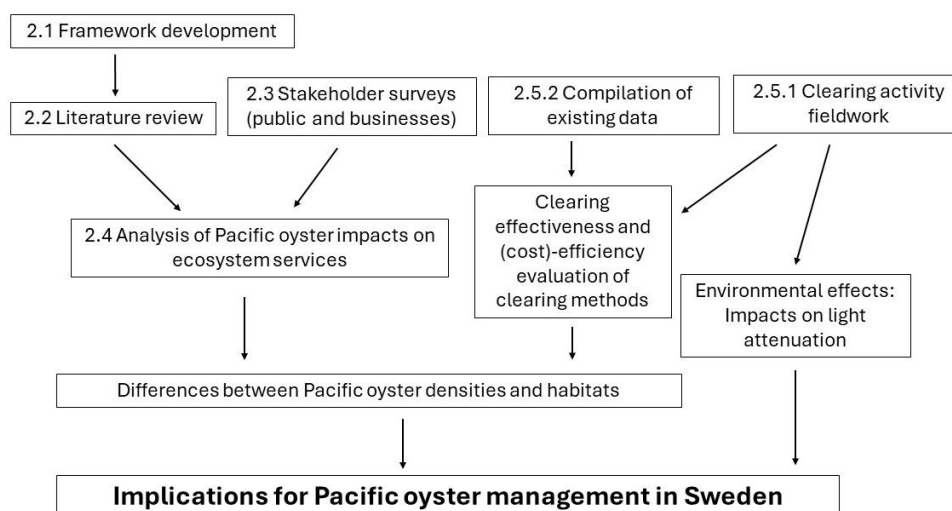 2.1 Framework development
2.2 Literature review
2.3 Stakeholder surveys
(public and businesses)
2.5.2 Compilation of
existing data
2.5.1 Clearing activity
fieldwork
2.4 Analysis of Pacific oyster impacts on
ecosystem services
Clearing
effectiveness and
(cost)-efficiency
evaluation of
clearing methods
Environmental effects:
Impacts on light
attenuation
Differences between Pacific oyster densities and habitats
Implications for Pacific oyster management in Sweden